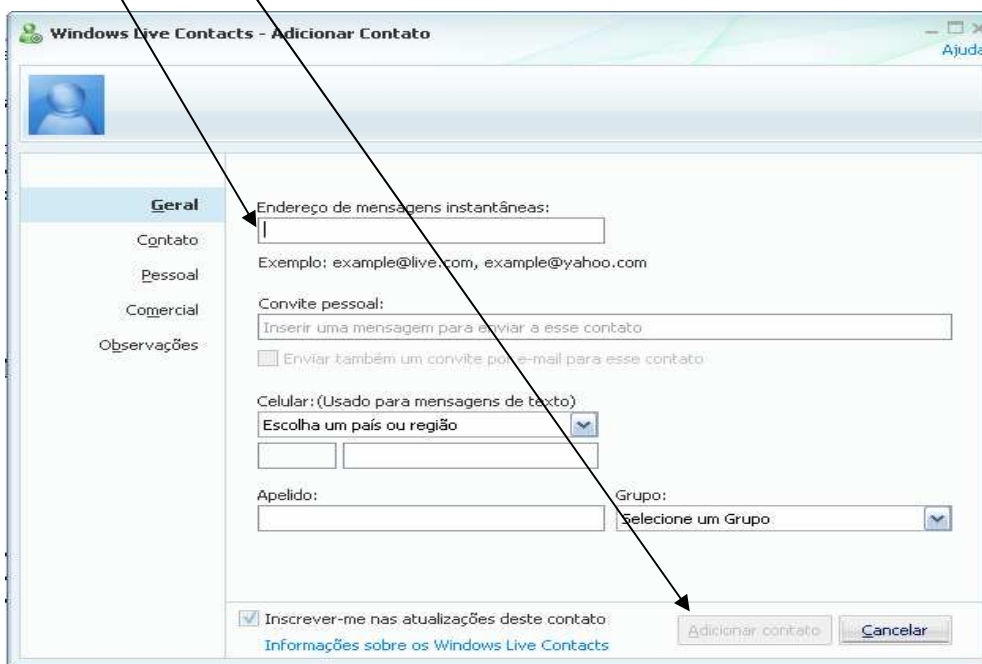 Windows Live Contacts - Adicionar Contato
Ajuda
Geral
Contato
Pessoal
Comercial
Observações
Endereço de mensagens instantâneas:
Exemplo: example@live.com, example@yahoo.com
Convite pessoal:
Inserir uma mensagem para enviar a esse contato
Enviar também um convite por e-mail para esse contato
Celular:(Usado para mensagens de texto)
Escolha um país ou região
Apelido:
Grupo:
Selecione um Grupo
Inscrever-me nas atualizações deste contato
Informações sobre os Windows Live Contacts
Adicionar contato
Cancelar